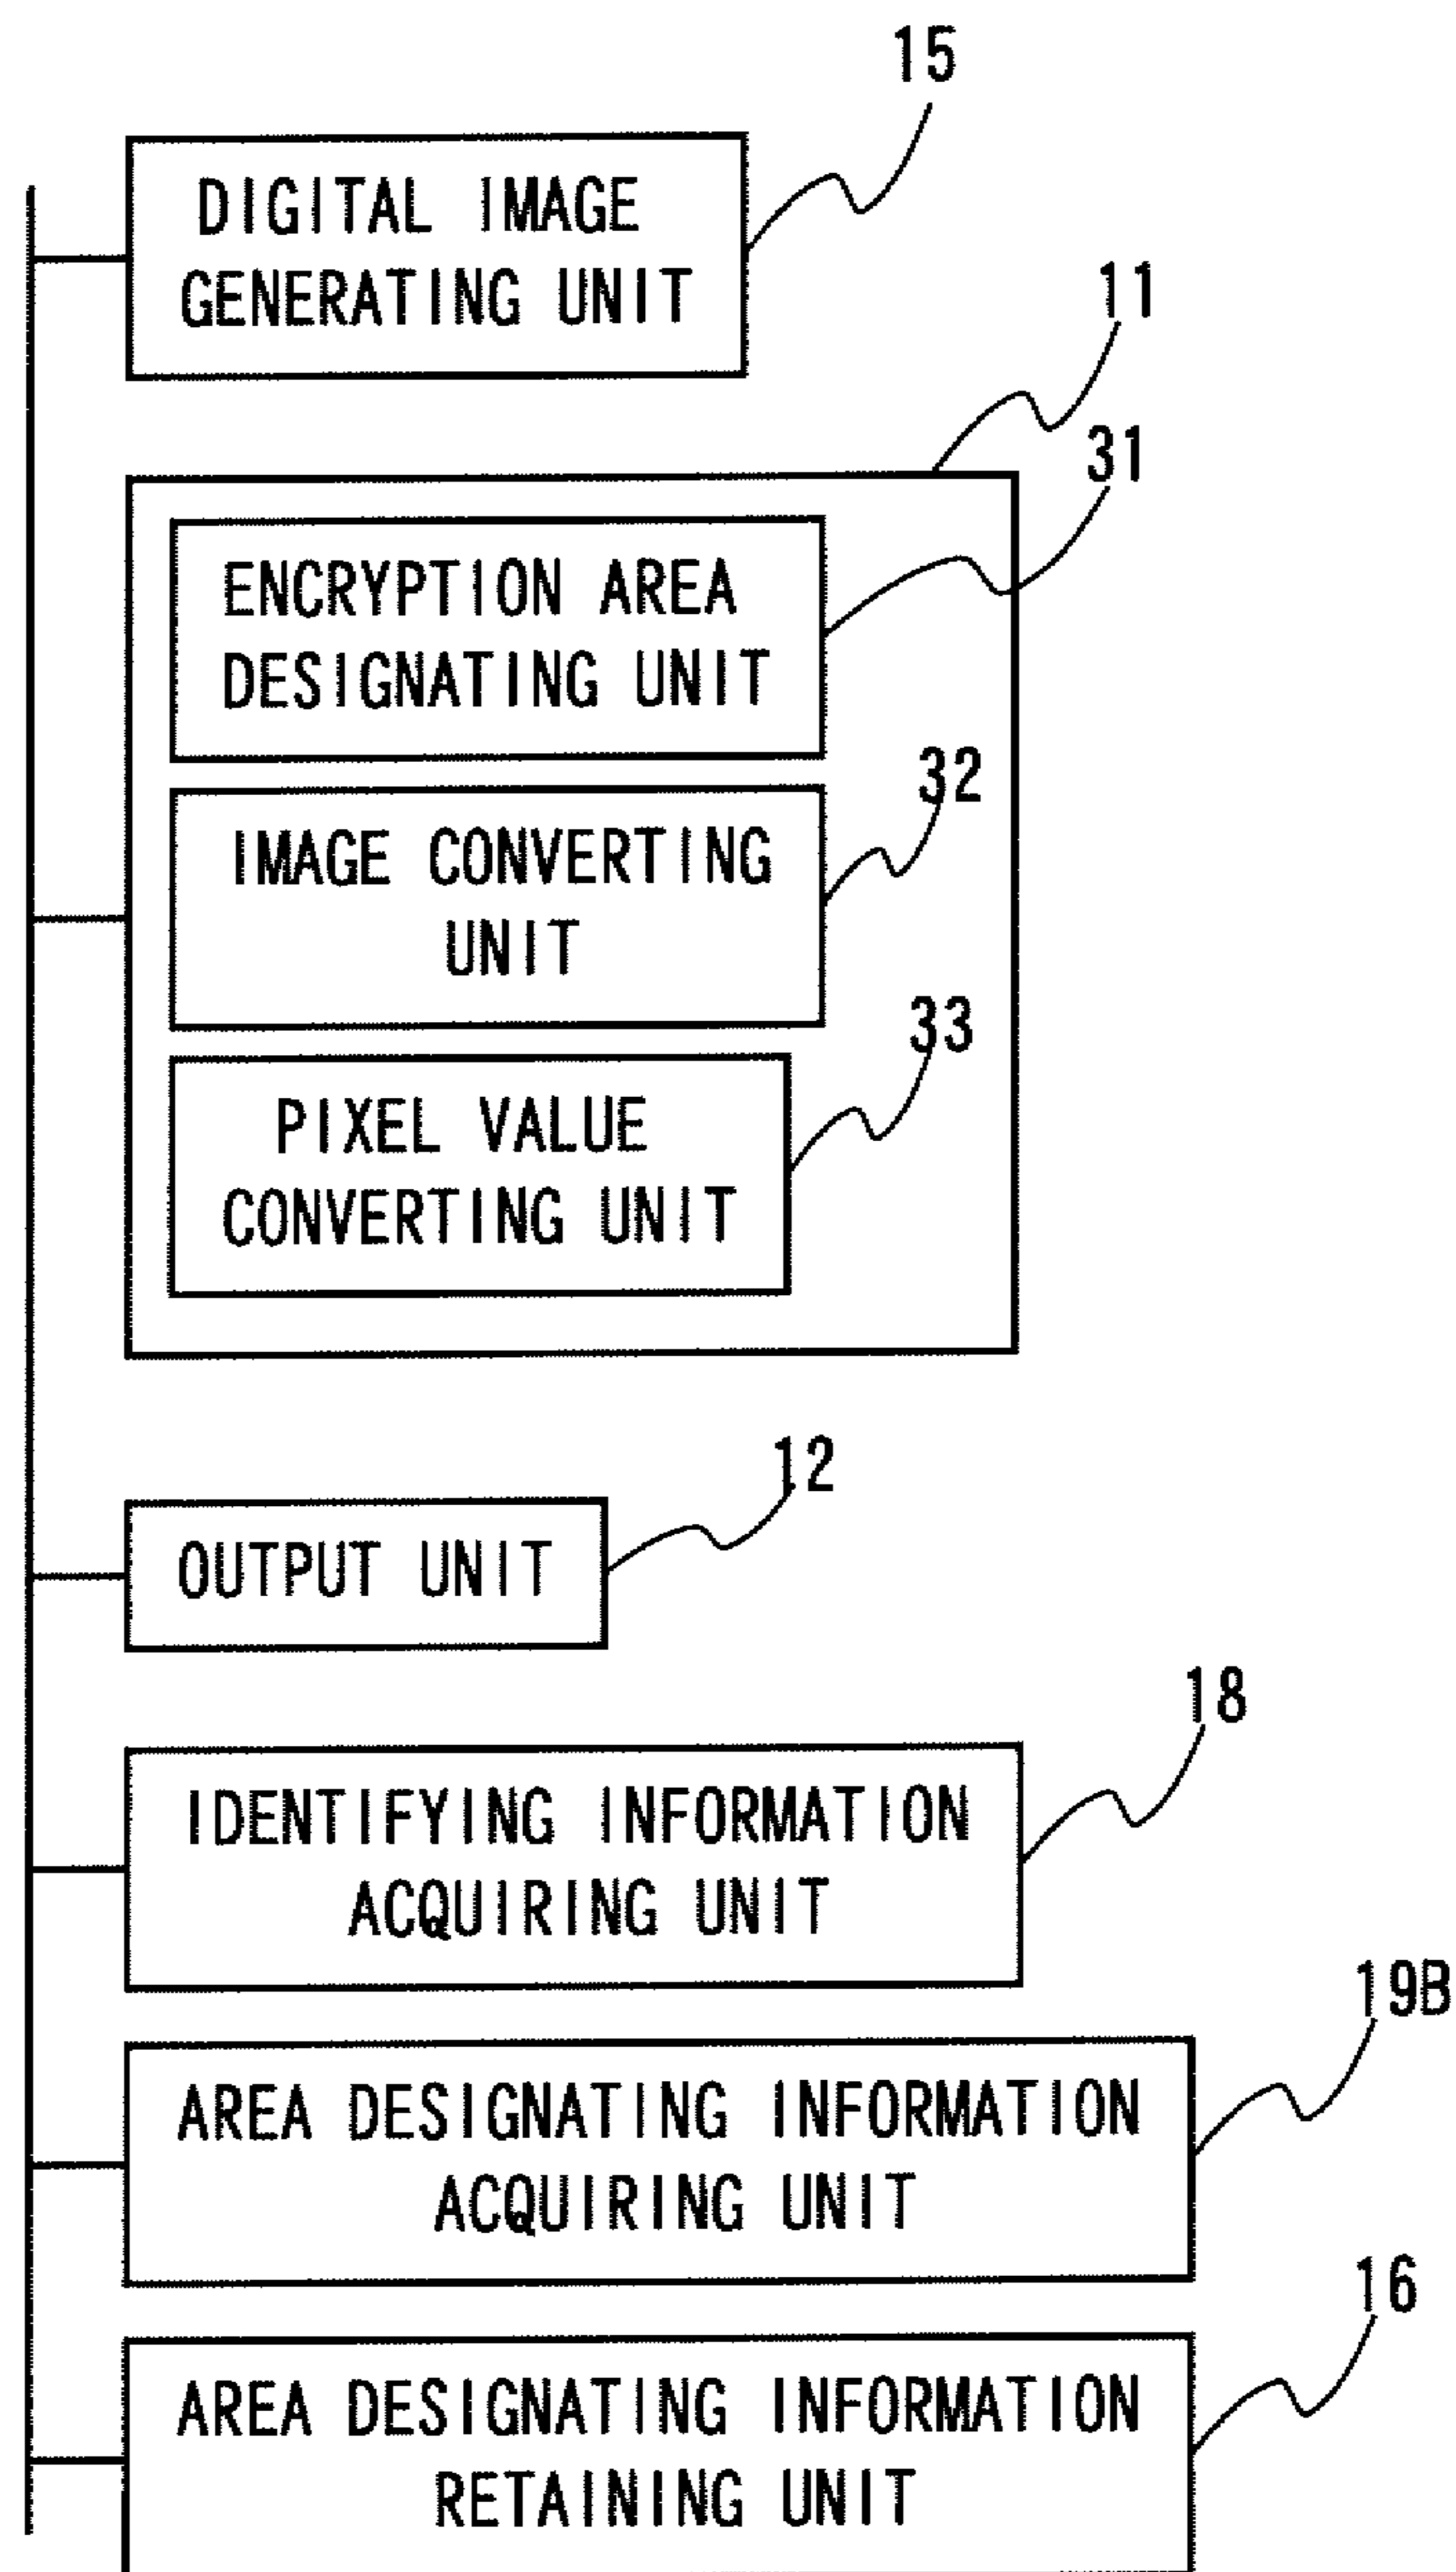 15
DIGITAL IMAGE
GENERATING UNIT
11
31
ENCRYPTION AREA
DESIGNATING UNIT
32
IMAGE CONVERTING
UNIT
33
PIXEL VALUE
CONVERTING UNIT
12
OUTPUT UNIT
18
IDENTIFYING INFORMATION
ACQUIRING UNIT
19B
AREA DESIGNATING INFORMATION
ACQUIRING UNIT
16
AREA DESIGNATING INFORMATION
RETAINING UNIT